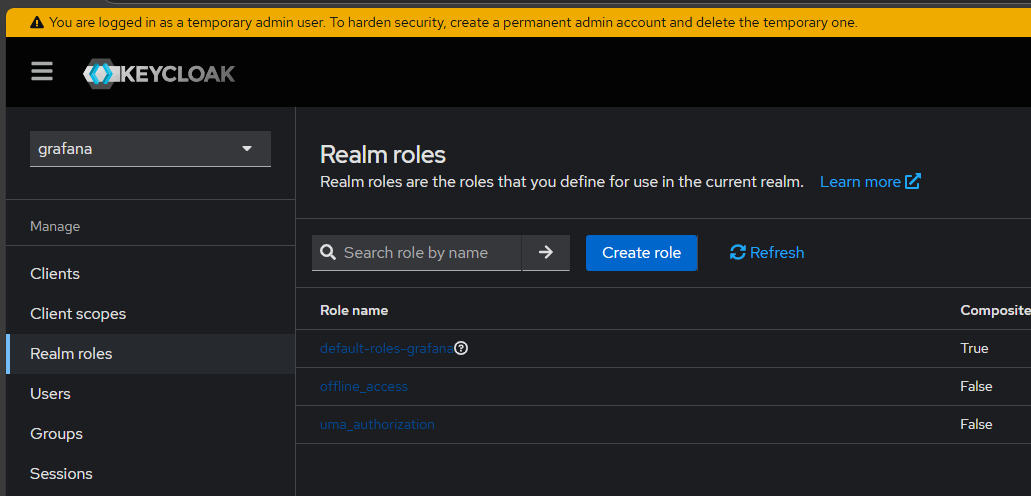 You are logged in as a temporary admin user. To harden security, create a permanent admin account and delete the temporary one.
KEYCLOAK
grafana
Realm roles
Realm roles are the roles that you define for use in the current realm. Learn more
Manage
Search role by name
Create role
Refresh
Clients
Client scopes
Realm roles
Users
Groups
Sessions
Role name Composite
default-roles-grafana True
offline_access False
uma_authorization False